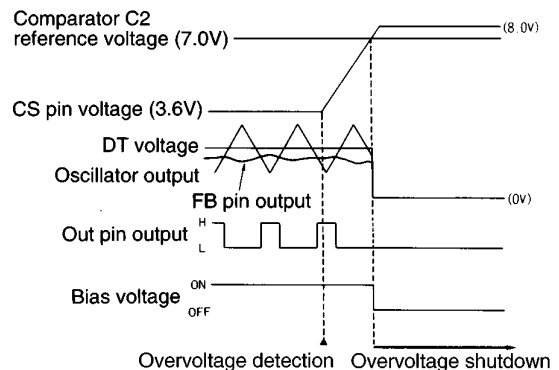 Comparator C2
reference voltage (7.0V)
(8.0V)
CS pin voltage (3.6V)
DT voltage
Oscillator output
FB pin output
(0V)
Out pin output
H
L
Bias voltage
ON
OFF
Overvoltage detection
Overvoltage shutdown